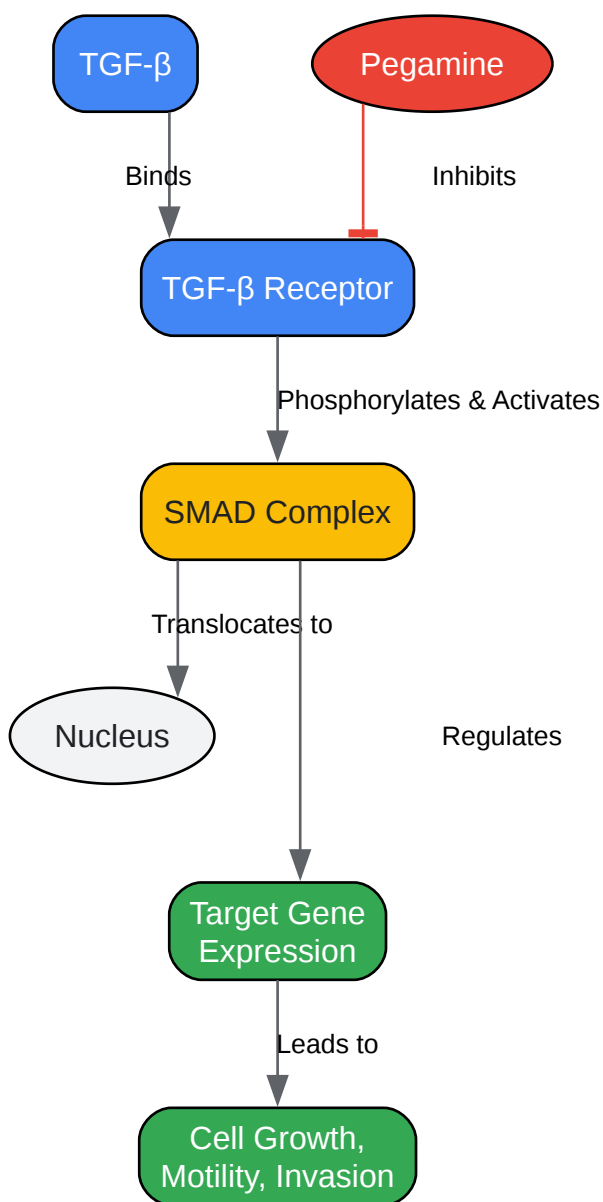 TGF-β
Pegamine
Binds
Inhibits
TGF-β Receptor
Phosphorylates & Activates
SMAD Complex
Translocates to
Nucleus
Regulates
Target Gene
Expression
Leads to
Cell Growth,
Motility, Invasion